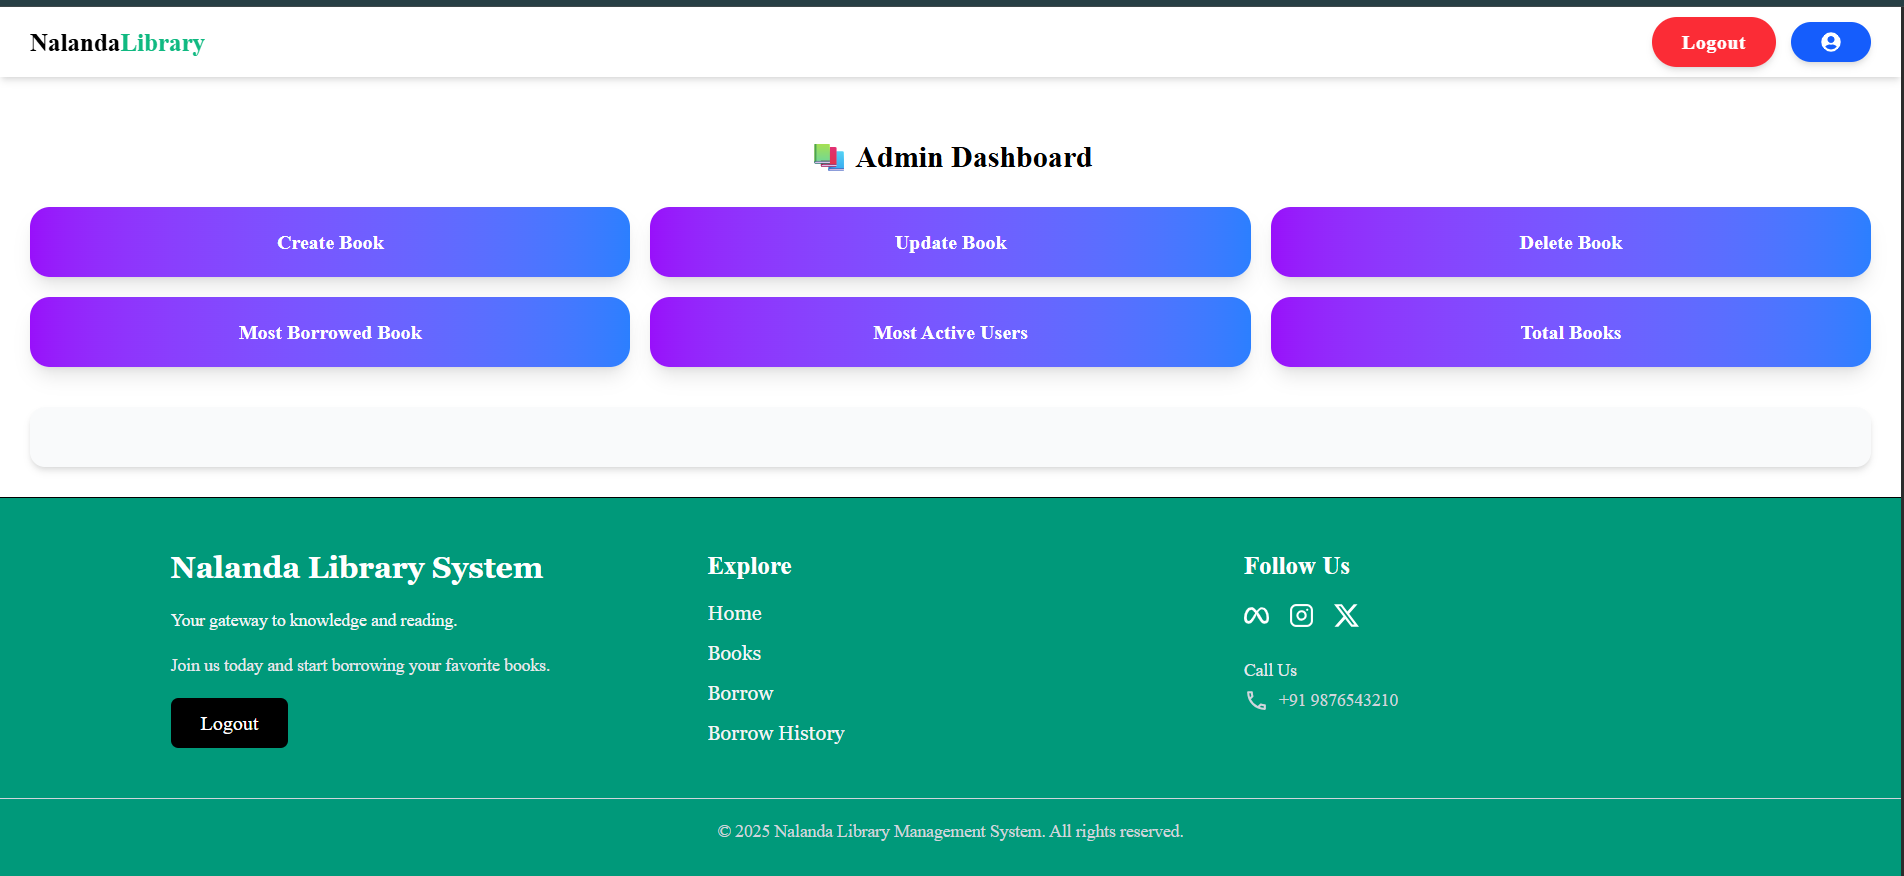 NalandaLibrary
Logout
📚 Admin Dashboard
Create Book
Update Book
Delete Book
Most Borrowed Book
Most Active Users
Total Books
Nalanda Library System
Your gateway to knowledge and reading.
Join us today and start borrowing your favorite books.
Logout
Explore
Home
Books
Borrow
Borrow History
Follow Us
Call Us
+91 9876543210
© 2025 Nalanda Library Management System. All rights reserved.